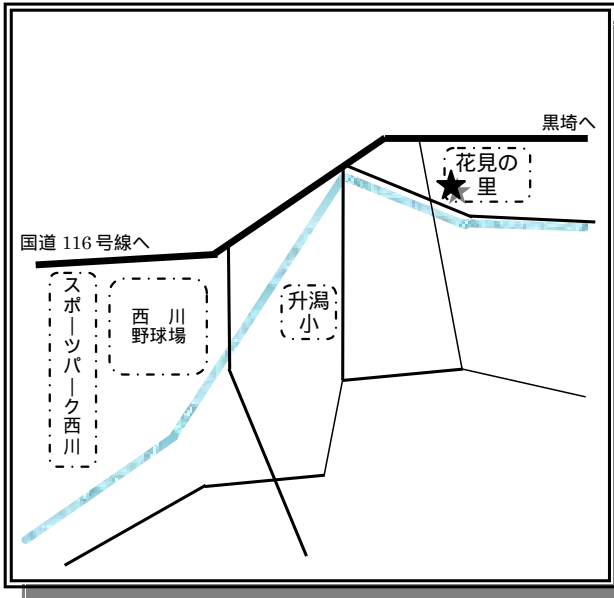 黒埼へ
花見の
里
国道 116 号線へ
スポーツパーク西川
西　川
野球場
升潟
小